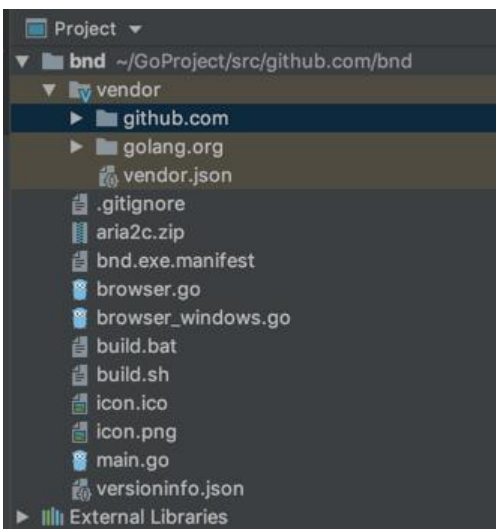 Project
bnd ~/GoProject/src/github.com/bnd
vendor
github.com
golang.org
vendor.json
.gitignore
aria2c.zip
bnd.exe.manifest
browser.go
browser_windows.go
build.bat
build.sh
icon.ico
icon.png
main.go
versioninfo.json
External Libraries